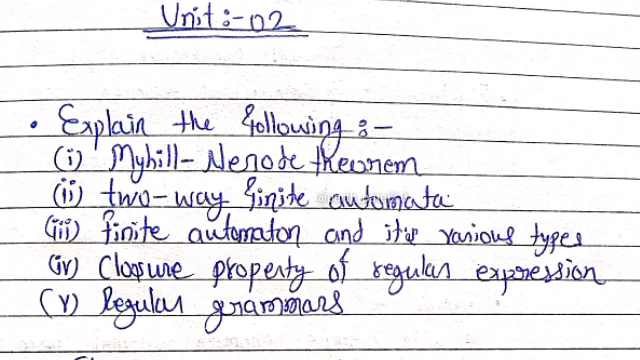 Unit :- 02
• Explain the following :-
(i) Myhill-Nerode theorem
(ii) two-way finite automata
(iii) finite automaton and it's various types
(iv) Closure property of regular expression
(v) Regular grammars